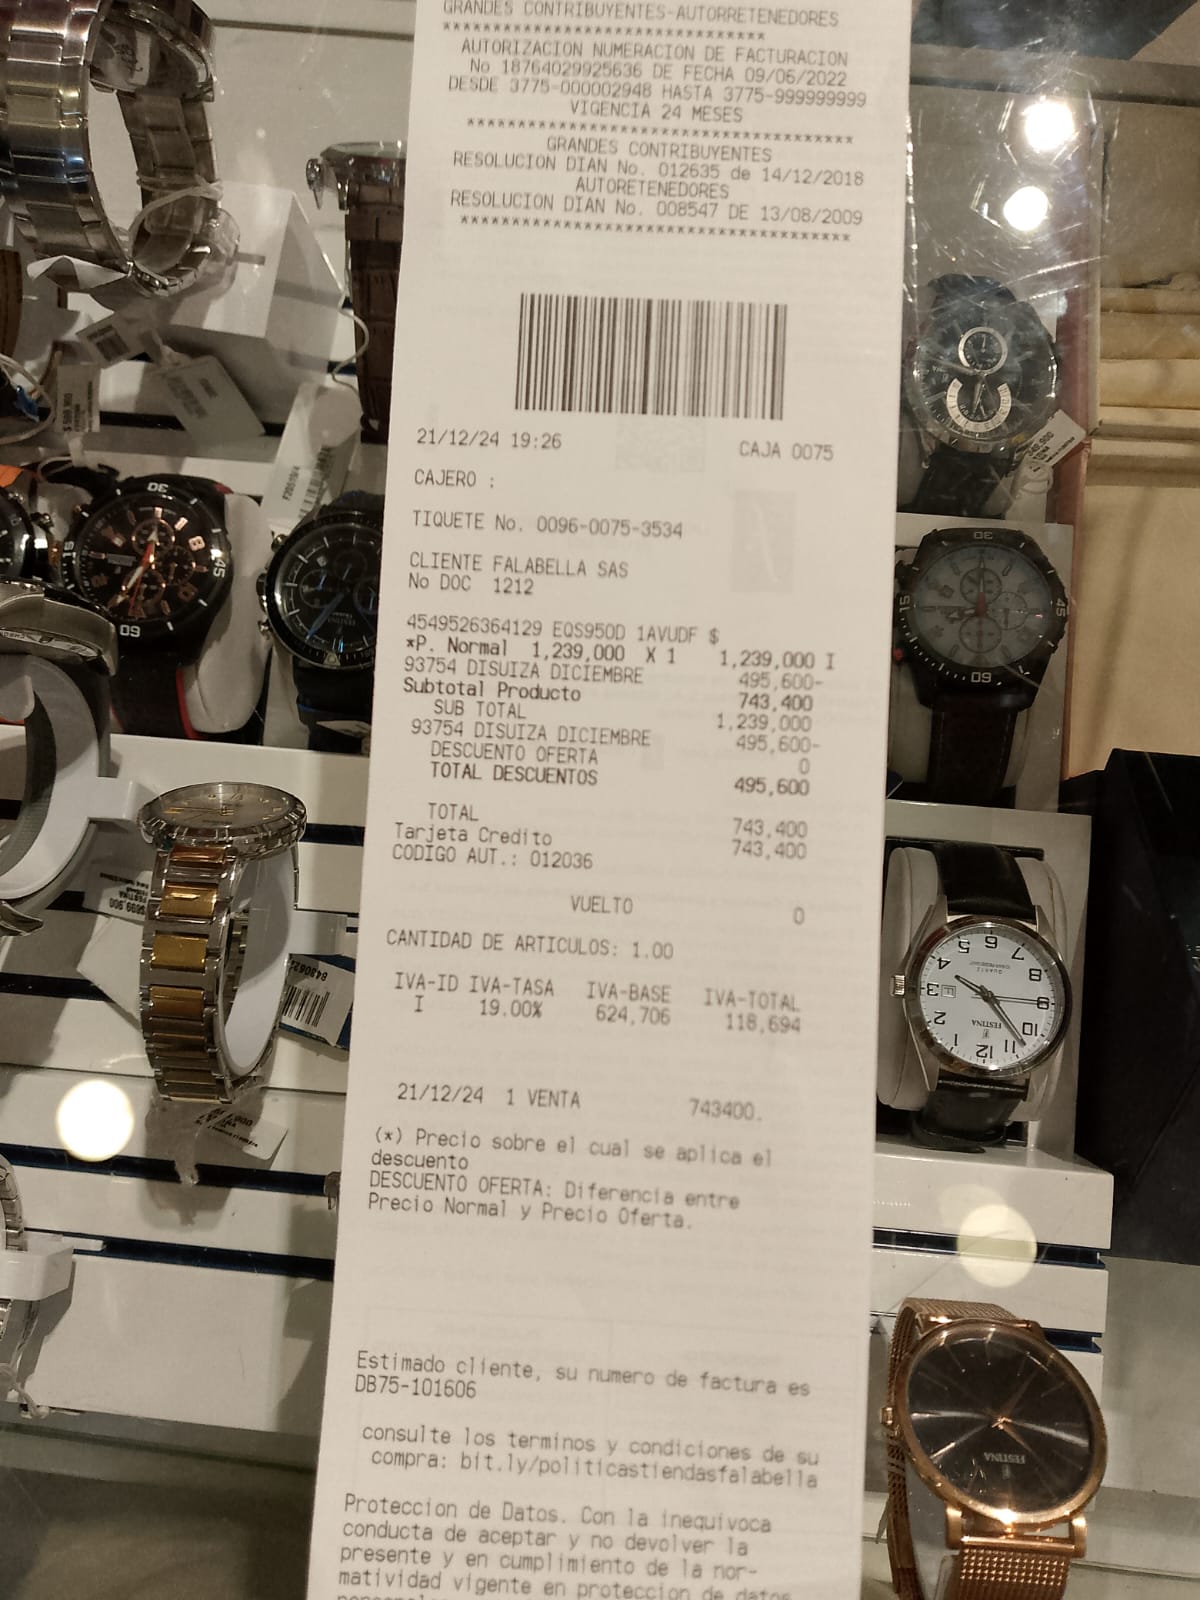 GRANDES CONTRIBUYENTES-AUTORRETENEDORES
**************************************
AUTORIZACION NUMERACION DE FACTURACION
No 18764029925636 DE FECHA 09/06/2022
DESDE 3775-000002948 HASTA 3775-999999999
VIGENCIA 24 MESES
**************************************
GRANDES CONTRIBUYENTES
RESOLUCION DIAN No. 012635 de 14/12/2018
AUTORETENEDORES
RESOLUCION DIAN No. 008547 DE 13/08/2009
**************************************
21/12/24 19:26 CAJA 0075
CAJERO :
TIQUETE No. 0096-0075-3534
CLIENTE FALABELLA SAS
No DOC 1212
4549526364129 EQS950D 1AVUDF $
*P. Normal 1,239,000 X 1 1,239,000 I
93754 DISUIZA DICIEMBRE 495,600-
Subtotal Producto 743,400
SUB TOTAL 1,239,000
93754 DISUIZA DICIEMBRE 495,600-
DESCUENTO OFERTA 0
TOTAL DESCUENTOS 495,600
TOTAL 743,400
Tarjeta Credito 743,400
CODIGO AUT.: 012036
VUELTO 0
CANTIDAD DE ARTICULOS: 1.00
IVA-ID IVA-TASA IVA-BASE IVA-TOTAL
I 19.00% 624,706 118,694
21/12/24 1 VENTA 743400.
(*) Precio sobre el cual se aplica el
descuento
DESCUENTO OFERTA: Diferencia entre
Precio Normal y Precio Oferta.
Estimado cliente, su numero de factura es
DB75-101606
consulte los terminos y condiciones de su
compra: bit.ly/politicastiendasfalabella
Proteccion de Datos. Con la inequivoca
conducta de aceptar y no devolver la
presente y en cumplimiento de la nor-
matividad vigente en proteccion de datos
FESTINA
QUARTZ
FESTINA